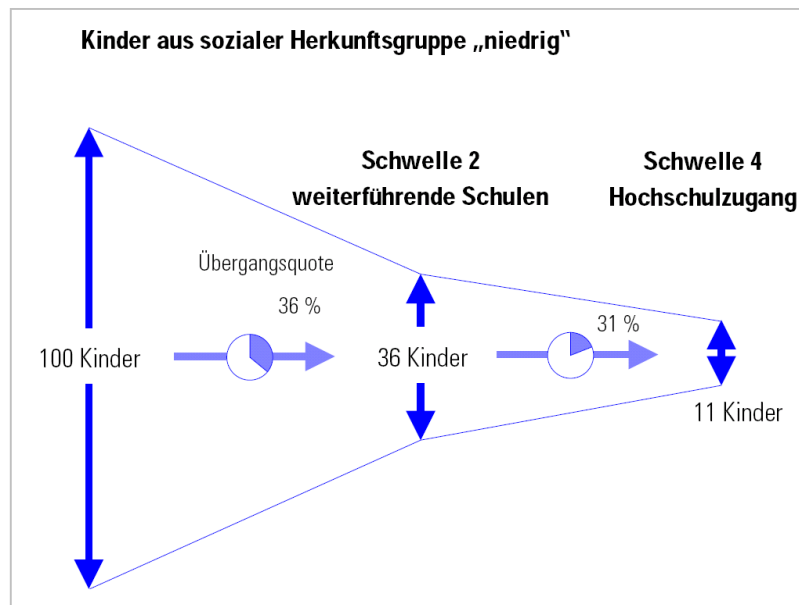 Kinder aus sozialer Herkunftsgruppe „niedrig“
Schwelle 2
weiterführende Schulen
Schwelle 4
Hochschulzugang
Übergangsquote
36 %
31 %
100 Kinder
36 Kinder
11 Kinder